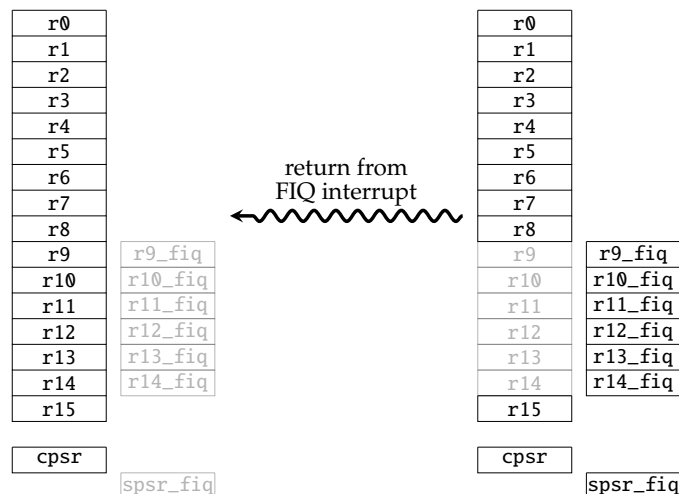 r0
r1
r2
r3
r4
r5
r6
r7
r8
r9
r10
r11
r12
r13
r14
r15
cpsr
r9_fiq
r10_fiq
r11_fiq
r12_fiq
r13_fiq
r14_fiq
spsr_fiq
return from
FIQ interrupt
r0
r1
r2
r3
r4
r5
r6
r7
r8
r9
r10
r11
r12
r13
r14
r15
cpsr
r9_fiq
r10_fiq
r11_fiq
r12_fiq
r13_fiq
r14_fiq
spsr_fiq